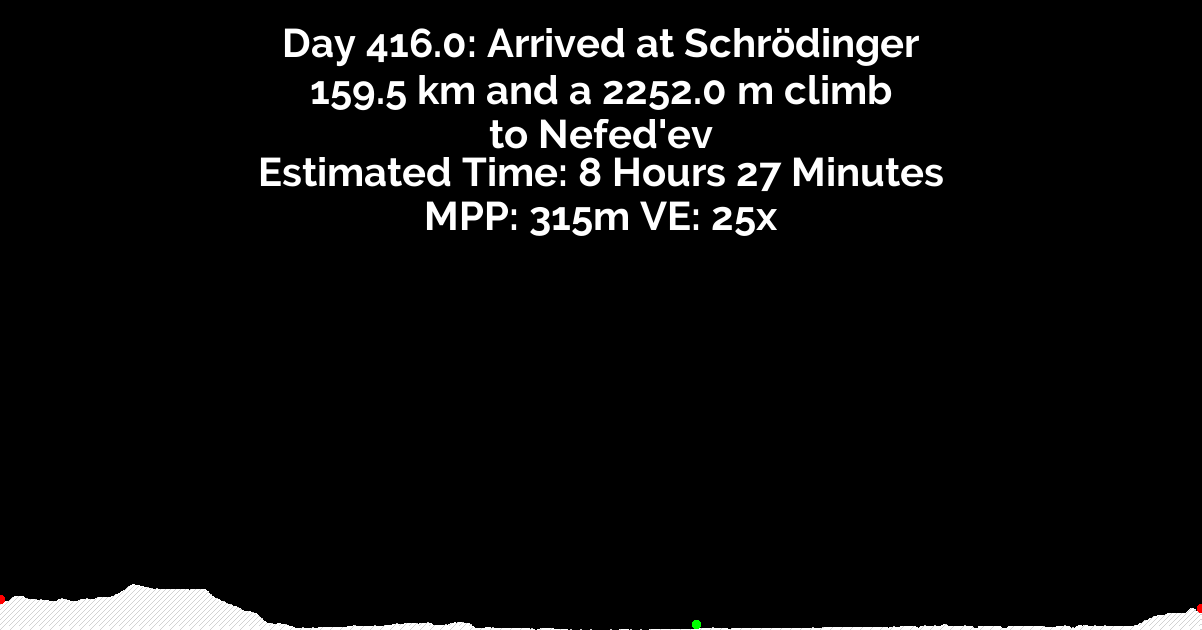 Day 416.0: Arrived at Schrödinger
159.5 km and a 2252.0 m climb
to Nefed'ev
Estimated Time: 8 Hours 27 Minutes
MPP: 315m VE: 25x